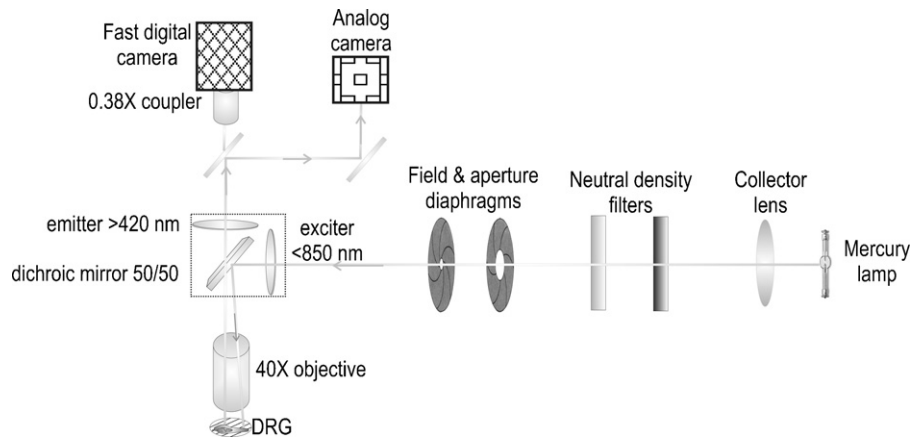 Fast digital
camera
Analog
camera
0.38X coupler
Field & aperture
diaphragms
Neutral density
filters
Collector
lens
emitter >420 nm
exciter
<850 nm
dichroic mirror 50/50
Mercury
lamp
40X objective
DRG